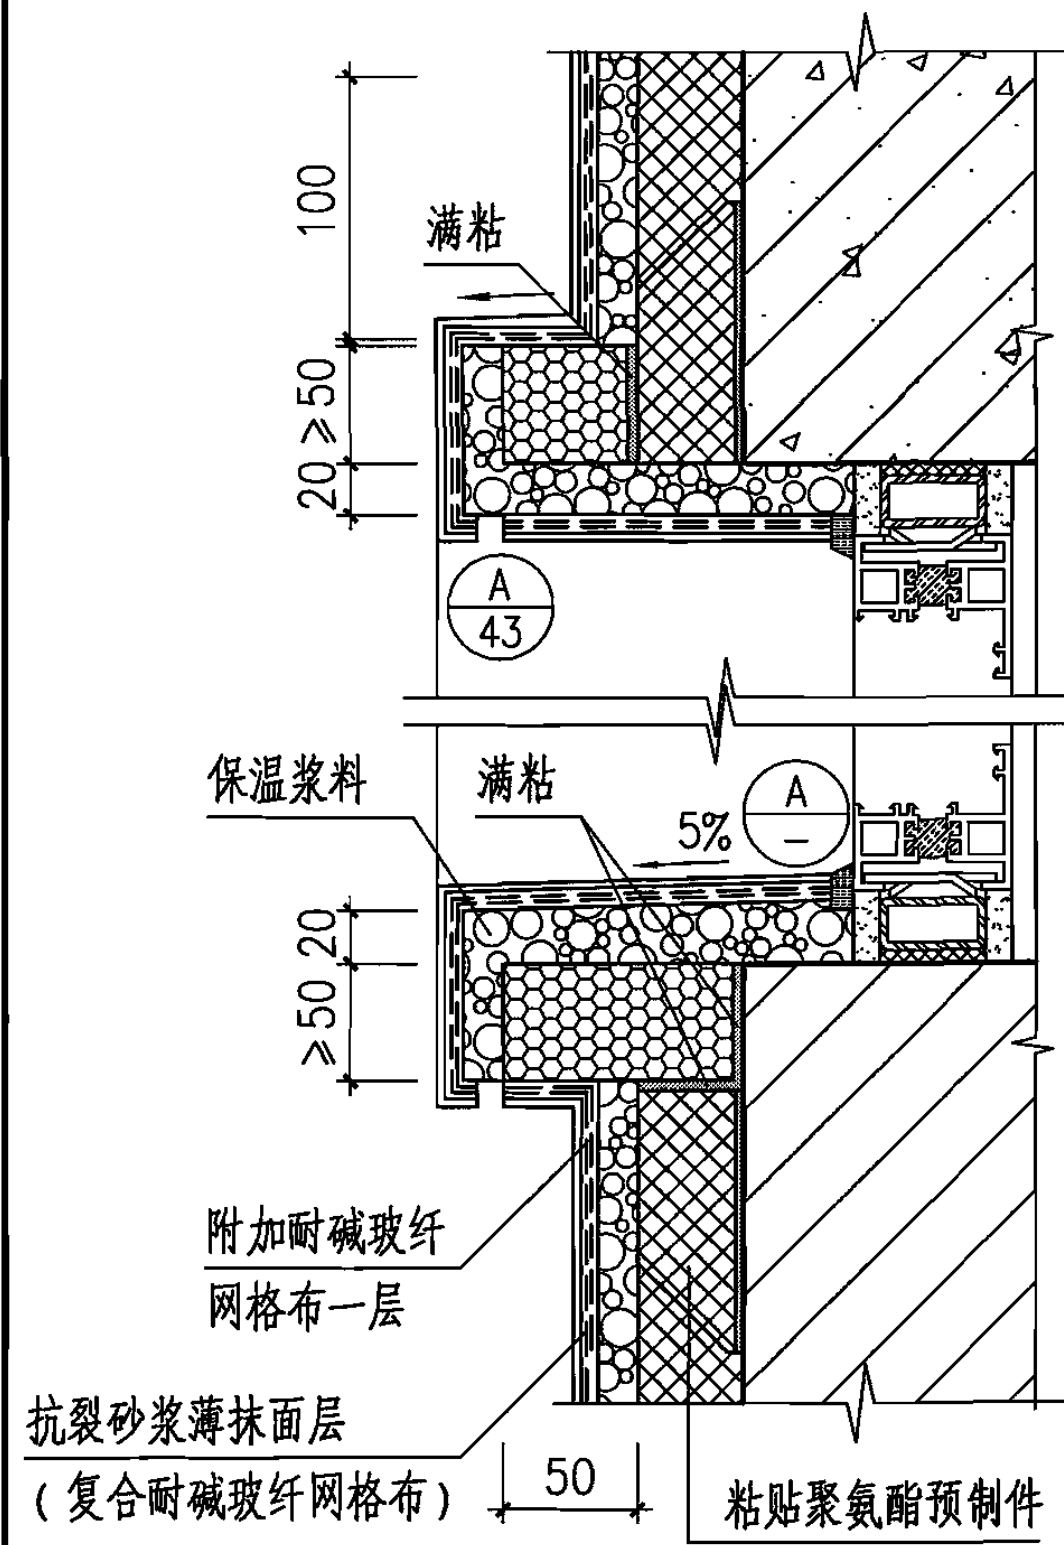 100
满粘
≥50
20
A
43
保温浆料
满粘
5%
A
–
20
≥50
附加耐碱玻纤
网格布一层
抗裂砂浆薄抹面层
（复合耐碱玻纤网格布）
50
粘贴聚氨酯预制件